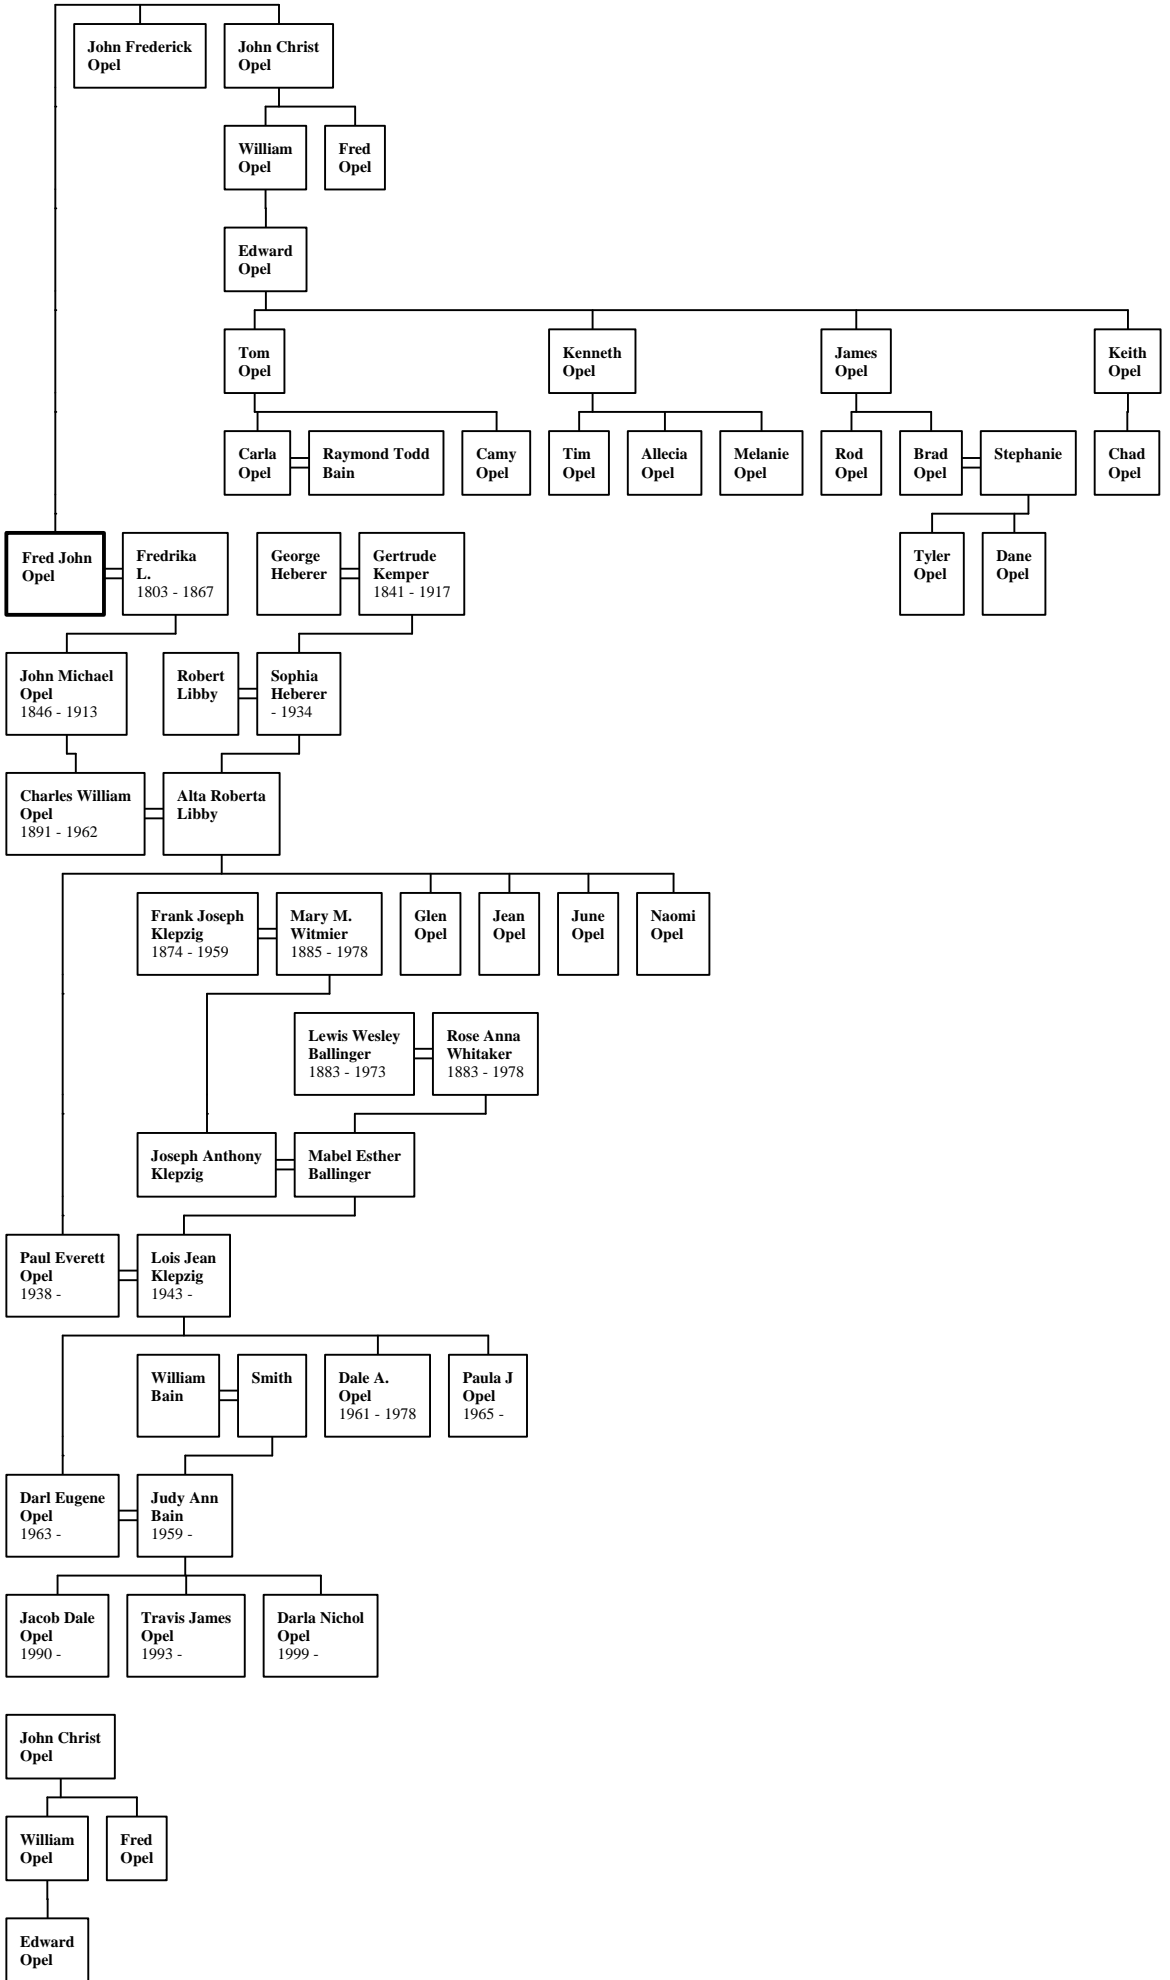 John Frederick
Opel
John Christ
Opel
William
Opel
Fred
Opel
Edward
Opel
Tom
Opel
Kenneth
Opel
James
Opel
Keith
Opel
Carla
Opel
Raymond Todd
Bain
Camy
Opel
Tim
Opel
Allecia
Opel
Melanie
Opel
Rod
Opel
Brad
Opel
Stephanie
Chad
Opel
Fred John
Opel
Fredrika
L.
1803 - 1867
George
Heberer
Gertrude
Kemper
1841 - 1917
Tyler
Opel
Dane
Opel
John Michael
Opel
1846 - 1913
Robert
Libby
Sophia
Heberer
- 1934
Charles William
Opel
1891 - 1962
Alta Roberta
Libby
Frank Joseph
Klepzig
1874 - 1959
Mary M.
Witmier
1885 - 1978
Glen
Opel
Jean
Opel
June
Opel
Naomi
Opel
Lewis Wesley
Ballinger
1883 - 1973
Rose Anna
Whitaker
1883 - 1978
Joseph Anthony
Klepzig
Mabel Esther
Ballinger
Paul Everett
Opel
1938 -
Lois Jean
Klepzig
1943 -
William
Bain
Smith
Dale A.
Opel
1961 - 1978
Paula J
Opel
1965 -
Darl Eugene
Opel
1963 -
Judy Ann
Bain
1959 -
Jacob Dale
Opel
1990 -
Travis James
Opel
1993 -
Darla Nichol
Opel
1999 -
John Christ
Opel
William
Opel
Fred
Opel
Edward
Opel